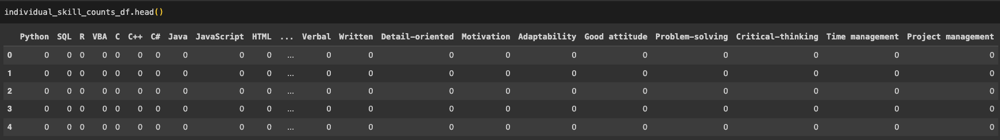 individual_skill_counts_df.head()
Python SQL R VBA C C++ C# Java JavaScript HTML ... Verbal Written Detail-oriented Motivation Adaptability Good attitude Problem-solving Critical-thinking Time management Project management
0 0 0 0 0 0 0 0 0 0 0 ... 0 0 0 0 0 0 0 0 0 0
1 0 0 0 0 0 0 0 0 0 0 ... 0 0 0 0 0 0 0 0 0 0
2 0 0 0 0 0 0 0 0 0 0 ... 0 0 0 0 0 0 0 0 0 0
3 0 0 0 0 0 0 0 0 0 0 ... 0 0 0 0 0 0 0 0 0 0
4 0 0 0 0 0 0 0 0 0 0 ... 0 0 0 0 0 0 0 0 0 0